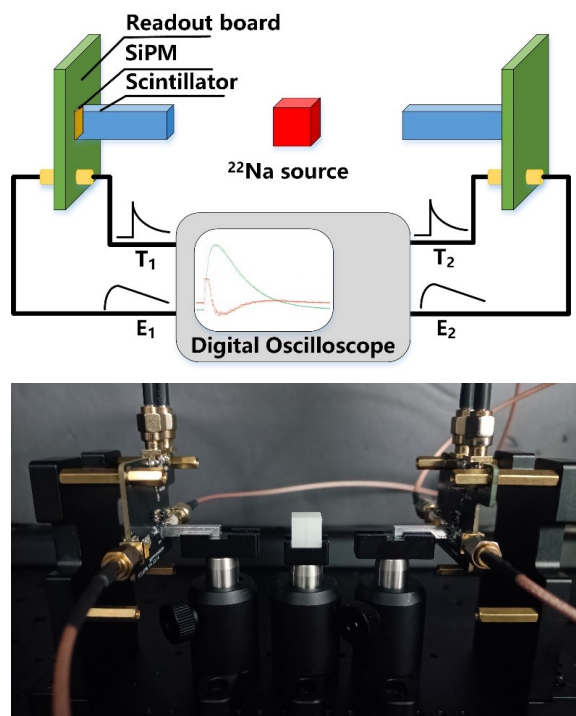 Readout board
SiPM
Scintillator
²²Na source
T₁
T₂
E₁
E₂
Digital Oscilloscope